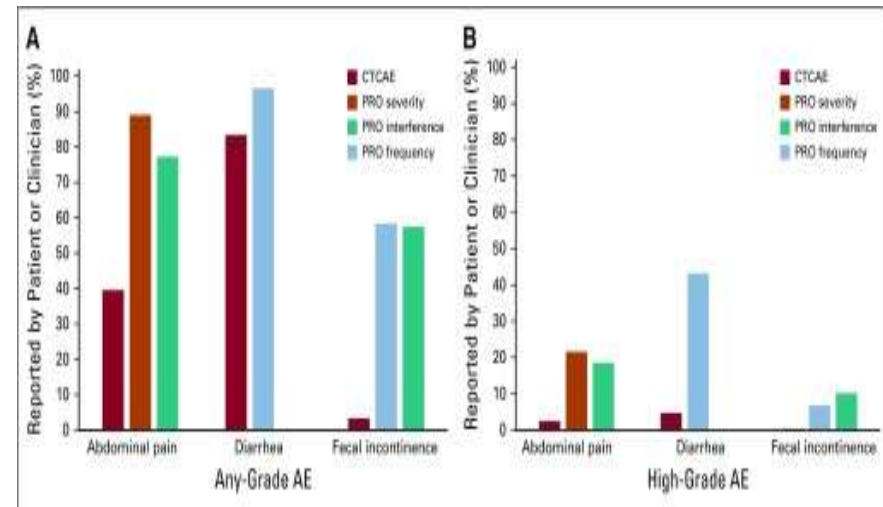 A
Reported by Patient or Clinician (%)
100
90
80
70
60
50
40
30
20
10
0
CTCAE
PRO severity
PRO interference
PRO frequency
Abdominal pain
Diarrhea
Fecal incontinence
Any-Grade AE
B
Reported by Patient or Clinician (%)
100
90
80
70
60
50
40
30
20
10
0
CTCAE
PRO severity
PRO interference
PRO frequency
Abdominal pain
Diarrhea
Fecal incontinence
High-Grade AE